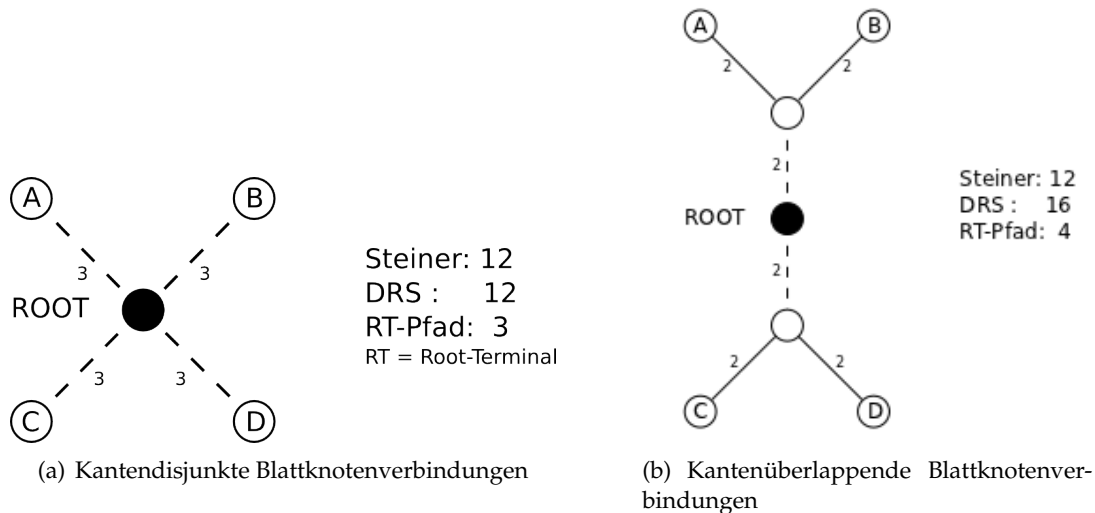 A
B
3
3
ROOT
3
3
C
D
Steiner: 12
DRS : 12
RT-Pfad: 3
RT = Root-Terminal
(a) Kantendisjunkte Blattknotenverbindungen
A
B
2
2
2
ROOT
2
2
2
C
D
Steiner: 12
DRS : 16
RT-Pfad: 4
(b) Kantenüberlappende Blattknotenver-
bindungen